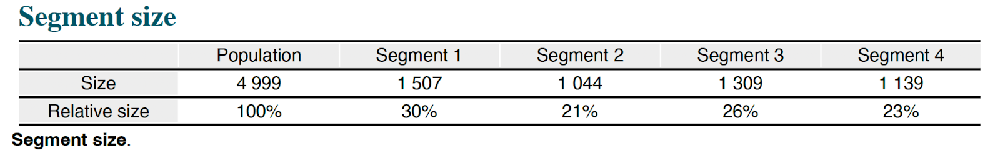 Segment size
Population Segment 1 Segment 2 Segment 3 Segment 4
Size 4 999 1 507 1 044 1 309 1 139
Relative size 100% 30% 21% 26% 23%
Segment size.